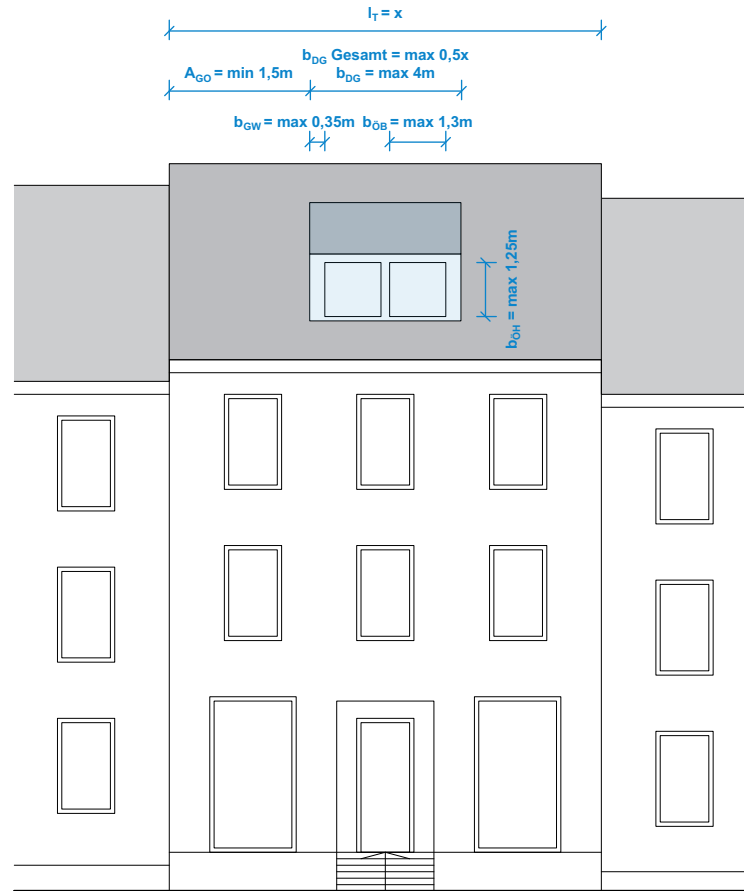 l_T = x
b_DG Gesamt = max 0,5x
A_GO = min 1,5m b_DG = max 4m
b_GW = max 0,35m b_ÖB = max 1,3m
b_ÖH = max 1,25m